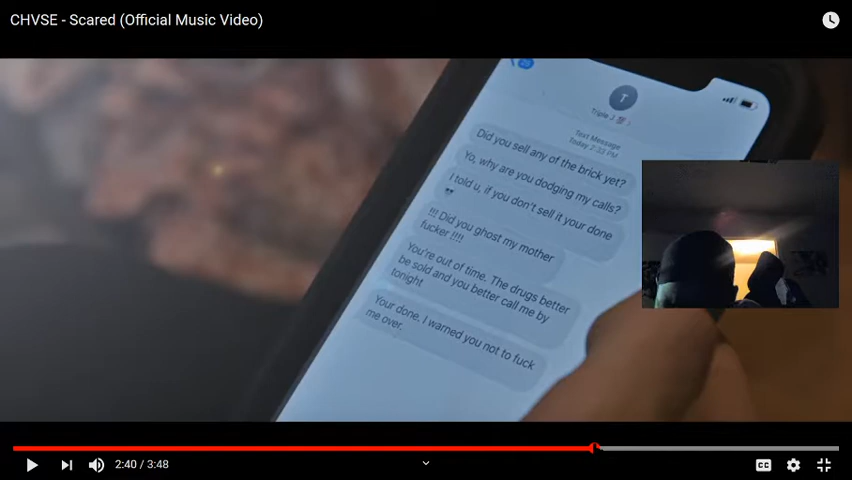 CHVSE - Scared (Official Music Video)
T
Triple J 💯
Text Message
Today 2:35 PM
Did you sell any of the brick yet?
Yo, why are you dodging my calls?
I told u, if you don't sell it your done
!!! Did you ghost my mother
fucker !!!!
You're out of time. The drugs better
be sold and you better call me by
tonight
Your done, I warned you not to fuck
me over.
2:40 / 3:48
CC